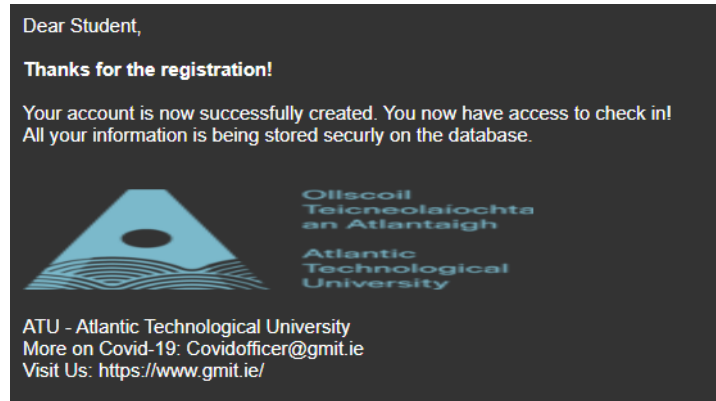 Dear Student,
Thanks for the registration!
Your account is now successfully created. You now have access to check in!
All your information is being stored securly on the database.
Ollscoil
Teicneolaíochta
an Atlantaigh
Atlantic
Technological
University
ATU - Atlantic Technological University
More on Covid-19: Covidofficer@gmit.ie
Visit Us: https://www.gmit.ie/